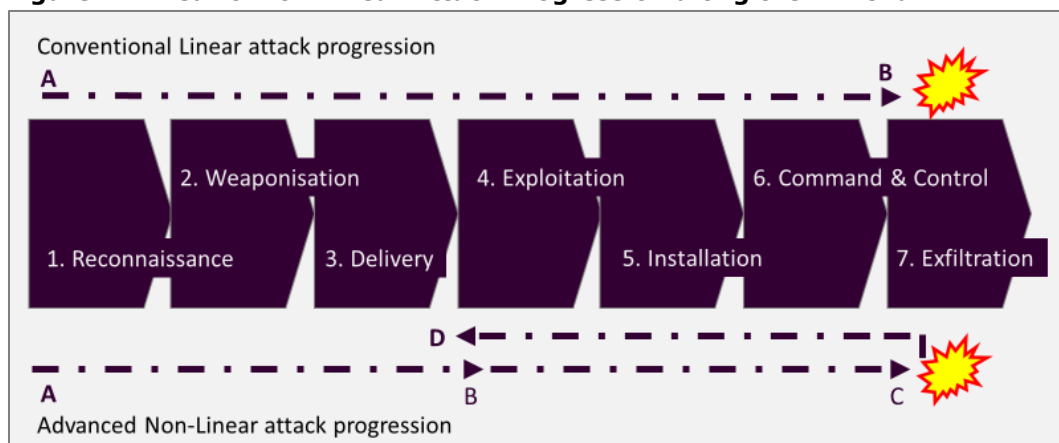 Conventional Linear attack progression
A
B
2. Weaponisation
4. Exploitation
6. Command & Control
1. Reconnaissance
3. Delivery
5. Installation
7. Exfiltration
D
A
B
C
Advanced Non-Linear attack progression